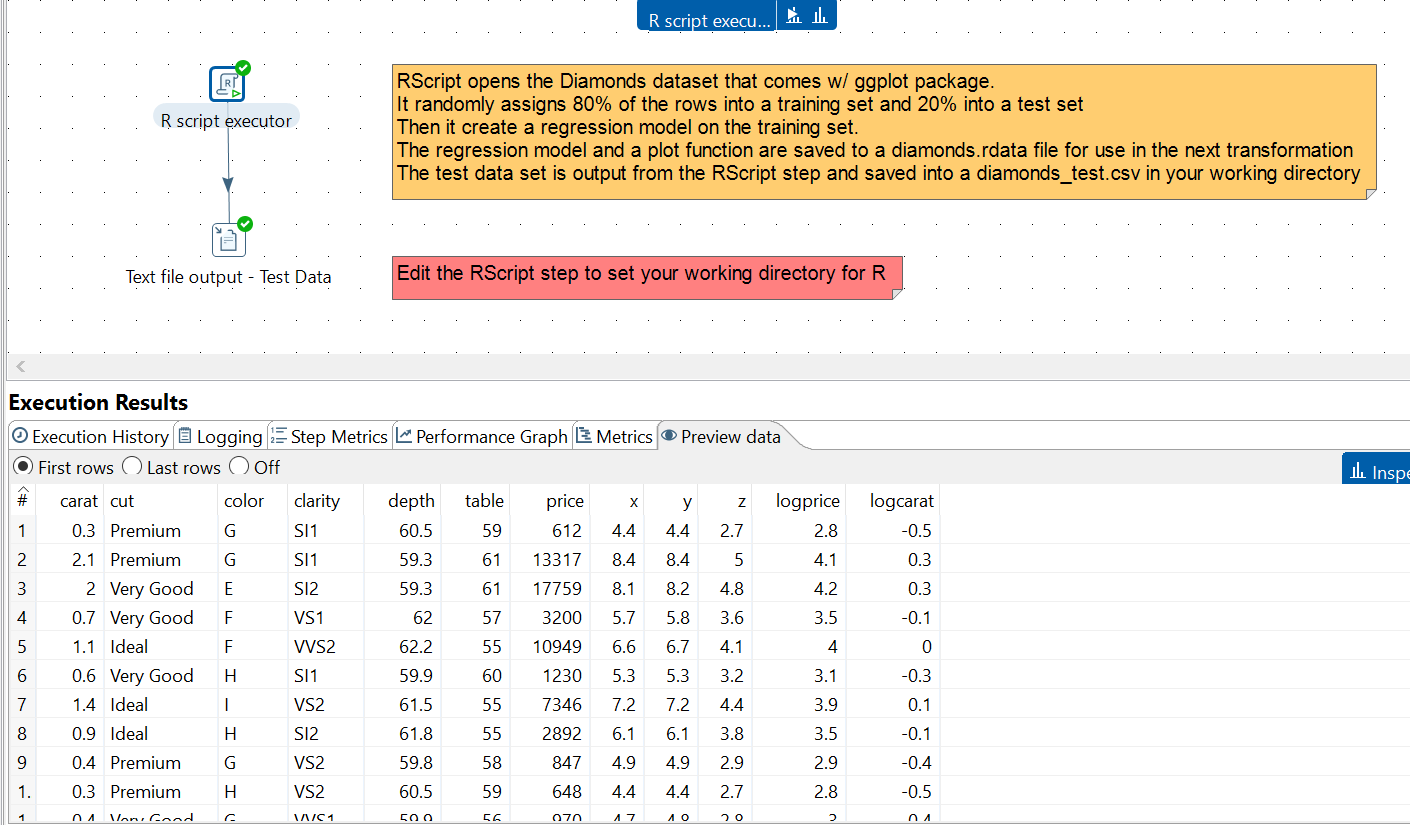 R script execu...
RScript opens the Diamonds dataset that comes w/ ggplot package.
It randomly assigns 80% of the rows into a training set and 20% into a test set
Then it create a regression model on the training set.
The regression model and a plot function are saved to a diamonds.rdata file for use in the next transformation
The test data set is output from the RScript step and saved into a diamonds_test.csv in your working directory
R script executor
Text file output - Test Data
Edit the RScript step to set your working directory for R
Execution Results
Execution History Logging Step Metrics Performance Graph Metrics Preview data
First rows Last rows Off
Inspe
# carat cut color clarity depth table price x y z logprice logcarat
1 0.3 Premium G SI1 60.5 59 612 4.4 4.4 2.7 2.8 -0.5
2 2.1 Premium G SI1 59.3 61 13317 8.4 8.4 5 4.1 0.3
3 2 Very Good E SI2 59.3 61 17759 8.1 8.2 4.8 4.2 0.3
4 0.7 Very Good F VS1 62 57 3200 5.7 5.8 3.6 3.5 -0.1
5 1.1 Ideal F VVS2 62.2 55 10949 6.6 6.7 4.1 4 0
6 0.6 Very Good H SI1 59.9 60 1230 5.3 5.3 3.2 3.1 -0.3
7 1.4 Ideal I VS2 61.5 55 7346 7.2 7.2 4.4 3.9 0.1
8 0.9 Ideal H SI2 61.8 55 2892 6.1 6.1 3.8 3.5 -0.1
9 0.4 Premium G VS2 59.8 58 847 4.9 4.9 2.9 2.9 -0.4
1. 0.3 Premium H VS2 60.5 59 648 4.4 4.4 2.7 2.8 -0.5
1 0.4 Very Good G VVS1 59.9 56 970 4.7 4.8 2.8 3 0.4